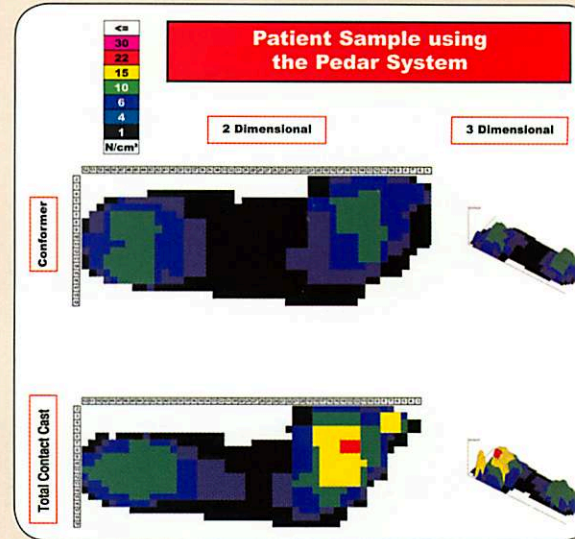 <=
30
22
15
10
6
4
1
N/cm²
Patient Sample using
the Pedar System
2 Dimensional
3 Dimensional
Conformer
Total Contact Cast